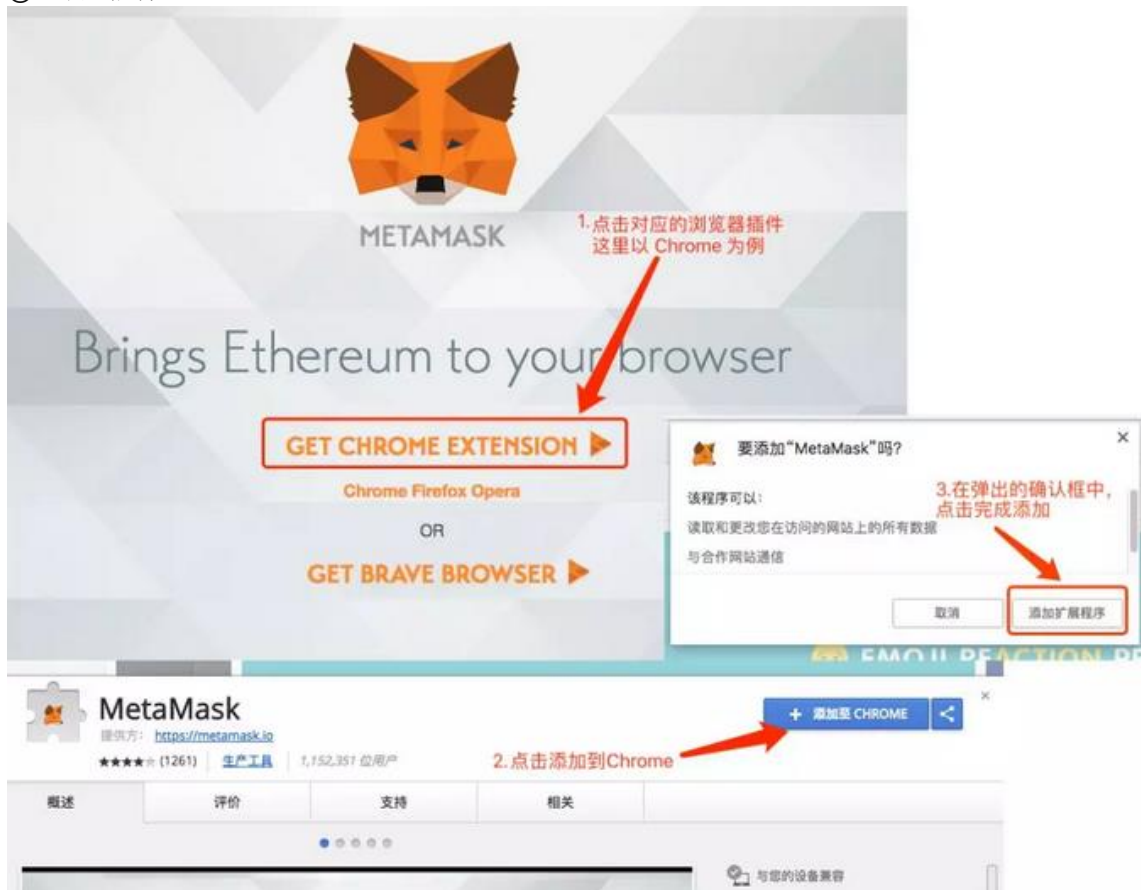 METAMASK
1.点击对应的浏览器插件
这里以 Chrome 为例
Brings Ethereum to your browser
GET CHROME EXTENSION
Chrome Firefox Opera
OR
GET BRAVE BROWSER
要添加“MetaMask”吗?
×
该程序可以:
读取和更改您在访问的网站上的所有数据
与合作网站通信
3.在弹出的确认框中,
点击完成添加
取消
添加扩展程序
EMOJI REACTION
MetaMask
提供方: https://metamask.io
★★★★☆ (1261)
生产工具
1,152,351 位用户
2.点击添加到Chrome
+ 添加至 CHROME
×
概述
评价
支持
相关
与您的设备兼容